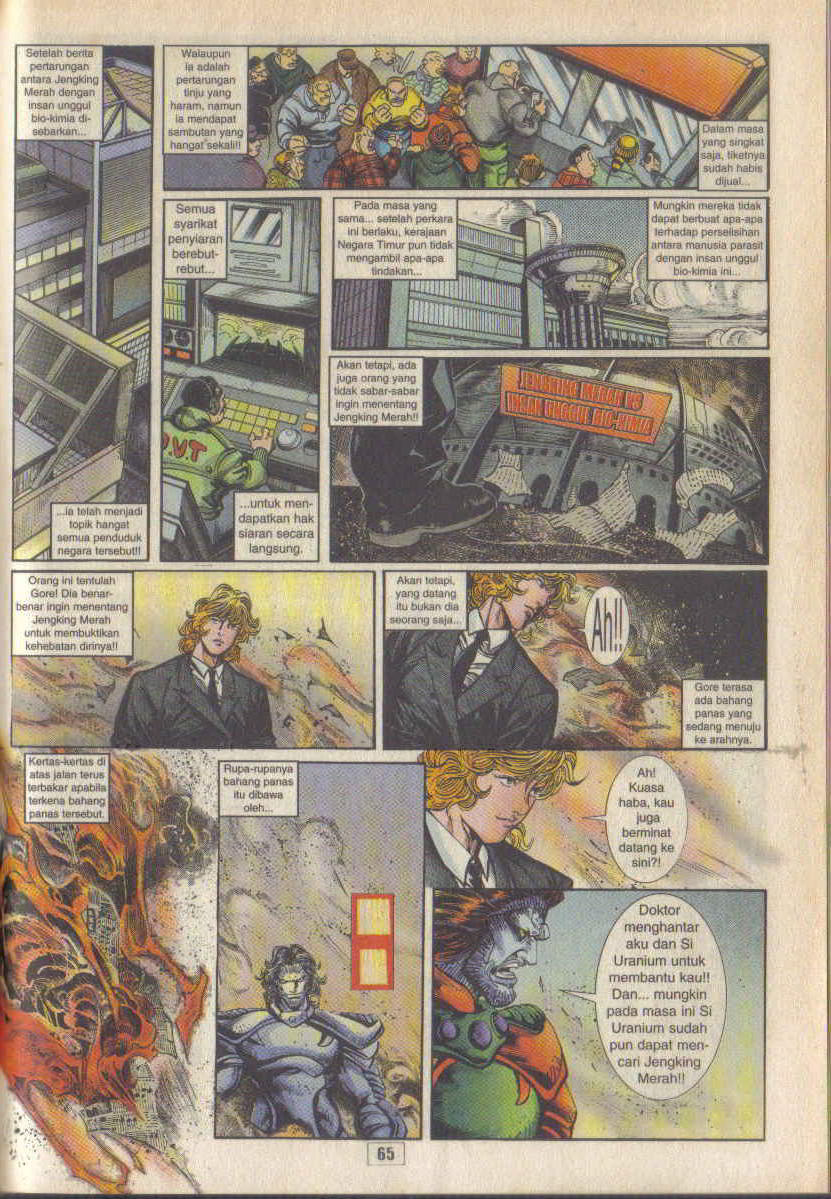 Setelah berita
pertarungan
antara Jengking
Merah dengan
insan unggul
bio-kimia di-
sebarkan...
...ia telah menjadi
topik hangat
semua penduduk
negara tersebut!!
Walaupun
ia adalah
pertarungan
tinju yang
haram, namun
ia mendapat
sambutan yang
hangat sekali!!
Dalam masa
yang singkat
saja, tiketnya
sudah habis
dijual...
Semua
syarikat
penyiaran
berebut-
rebut...
D.V.T
...untuk men-
dapatkan hak
siaran secara
langsung.
Pada masa yang
sama... setelah perkara
ini berlaku, kerajaan
Negara Timur pun tidak
mengambil apa-apa
tindakan...
Mungkin mereka tidak
dapat berbuat apa-apa
terhadap perselisihan
antara manusia parasit
dengan insan unggul
bio-kimia ini...
Akan tetapi, ada
juga orang yang
tidak sabar-sabar
ingin menentang
Jengking Merah!!
JENGKING MERAH VS
INSAN UNGGUL BIO-KIMIA
Orang ini tentulah
Gore! Dia benar-
benar ingin menentang
Jengking Merah
untuk membuktikan
kehebatan dirinya!!
Akan tetapi,
yang datang
itu bukan dia
seorang saja...
Ah!!
Gore terasa
ada bahang
panas yang
sedang menuju
ke arahnya.
Kertas-kertas di
atas jalan terus
terbakar apabila
terkena bahang
panas tersebut.
Rupa-rupanya
bahang panas
itu dibawa
oleh...
Ah!
Kuasa
haba, kau
juga
berminat
datang ke
sini?!
Doktor
menghantar
aku dan Si
Uranium untuk
membantu kau!!
Dan... mungkin
pada masa ini Si
Uranium sudah
pun dapat men-
cari Jengking
Merah!!
65